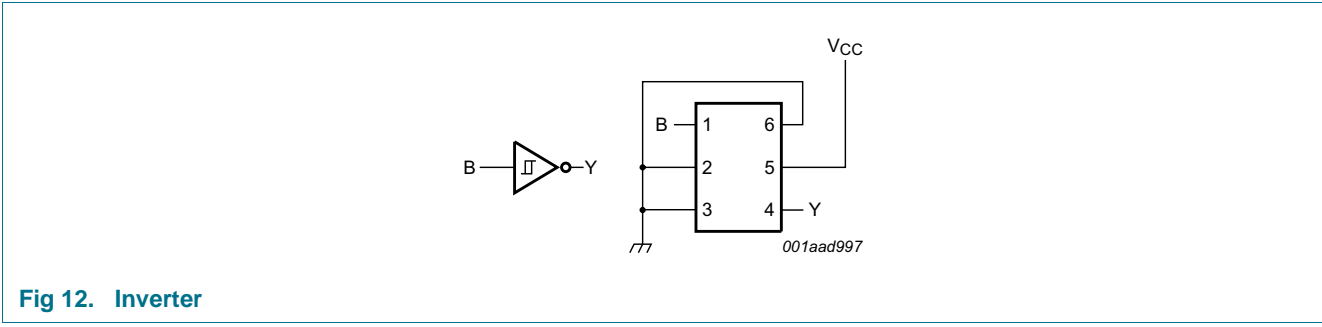 VCC
B 1 6
B Y 2 5
3 4 Y
001aad997
Fig 12. Inverter